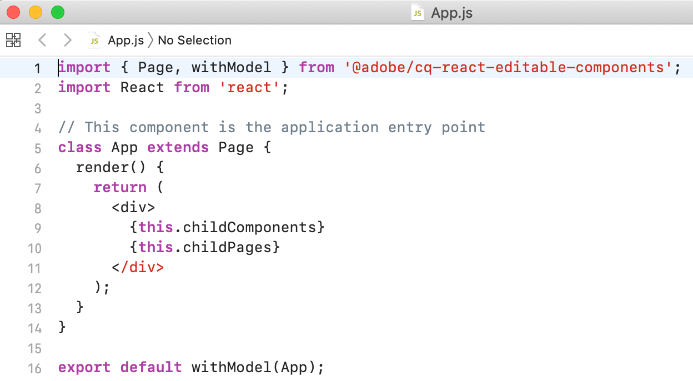 App.js
App.js 〉 No Selection
1 import { Page, withModel } from '@adobe/cq-react-editable-components';
2 import React from 'react';
3
4 // This component is the application entry point
5 class App extends Page {
6   render() {
7     return (
8       <div>
9         {this.childComponents}
10         {this.childPages}
11       </div>
12     );
13   }
14 }
15
16 export default withModel(App);